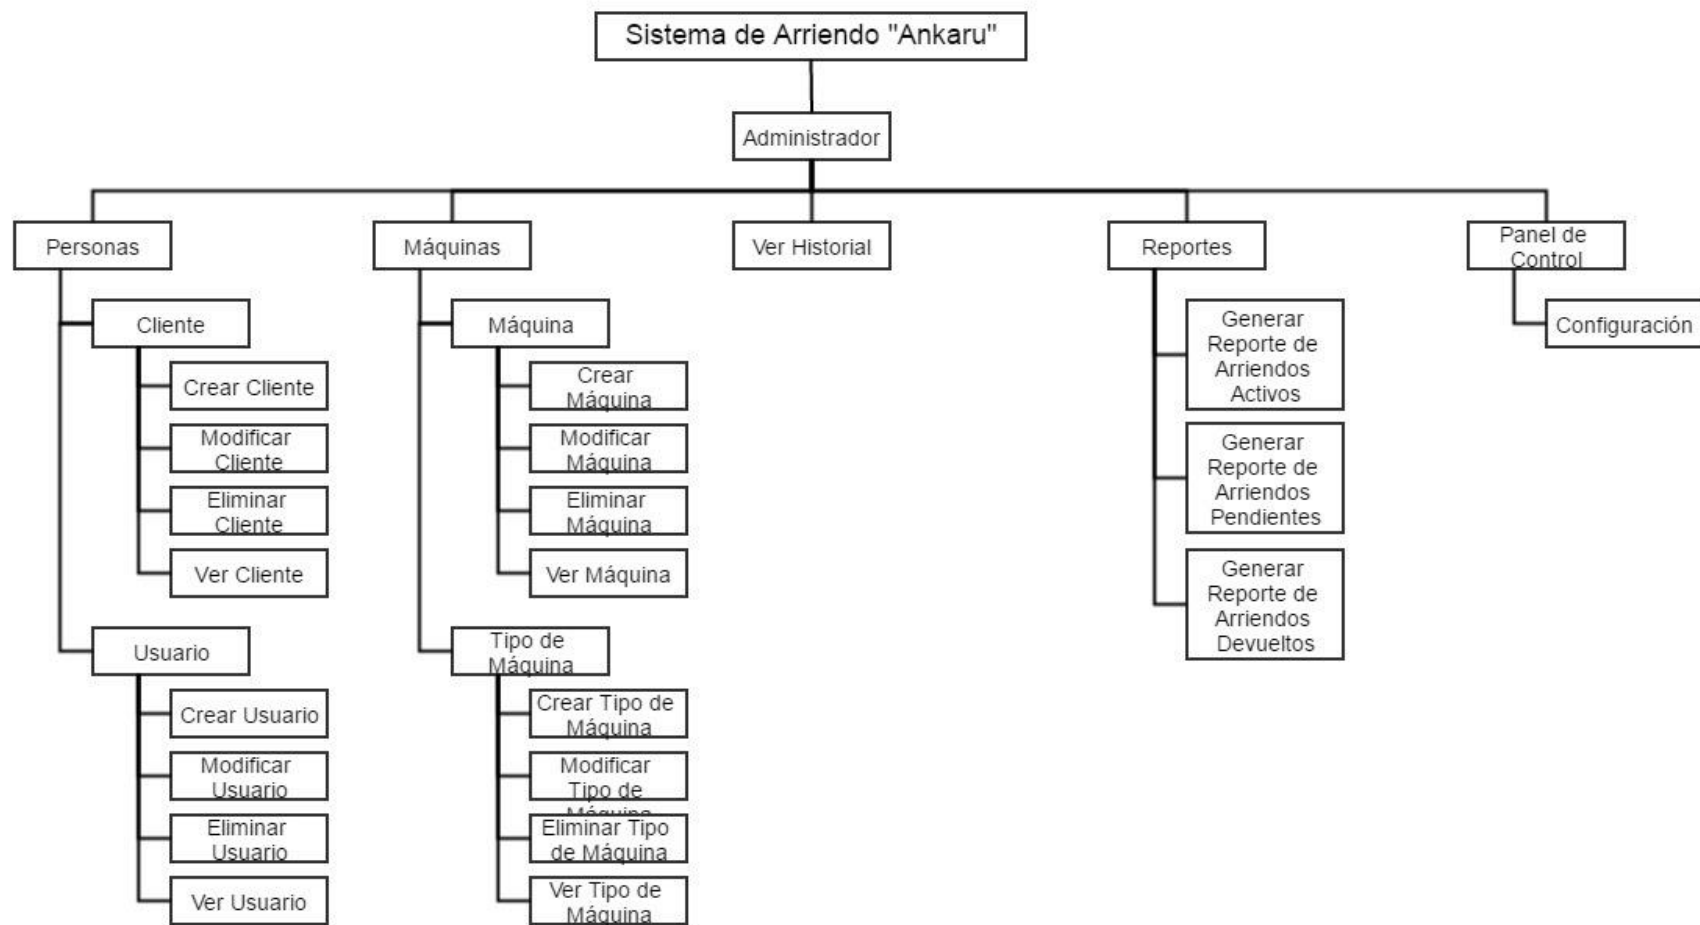 Sistema de Arriendo "Ankaru"
Administrador
Personas
Máquinas
Ver Historial
Reportes
Panel de
Control
Cliente
Crear Cliente
Modificar
Cliente
Eliminar
Cliente
Ver Cliente
Usuario
Crear Usuario
Modificar
Usuario
Eliminar
Usuario
Ver Usuario
Máquina
Crear
Máquina
Modificar
Máquina
Eliminar
Máquina
Ver Máquina
Tipo de
Máquina
Crear Tipo de
Máquina
Modificar
Tipo de
Máquina
Eliminar Tipo
de Máquina
Ver Tipo de
Máquina
Generar
Reporte de
Arriendos
Activos
Generar
Reporte de
Arriendos
Pendientes
Generar
Reporte de
Arriendos
Devueltos
Configuración